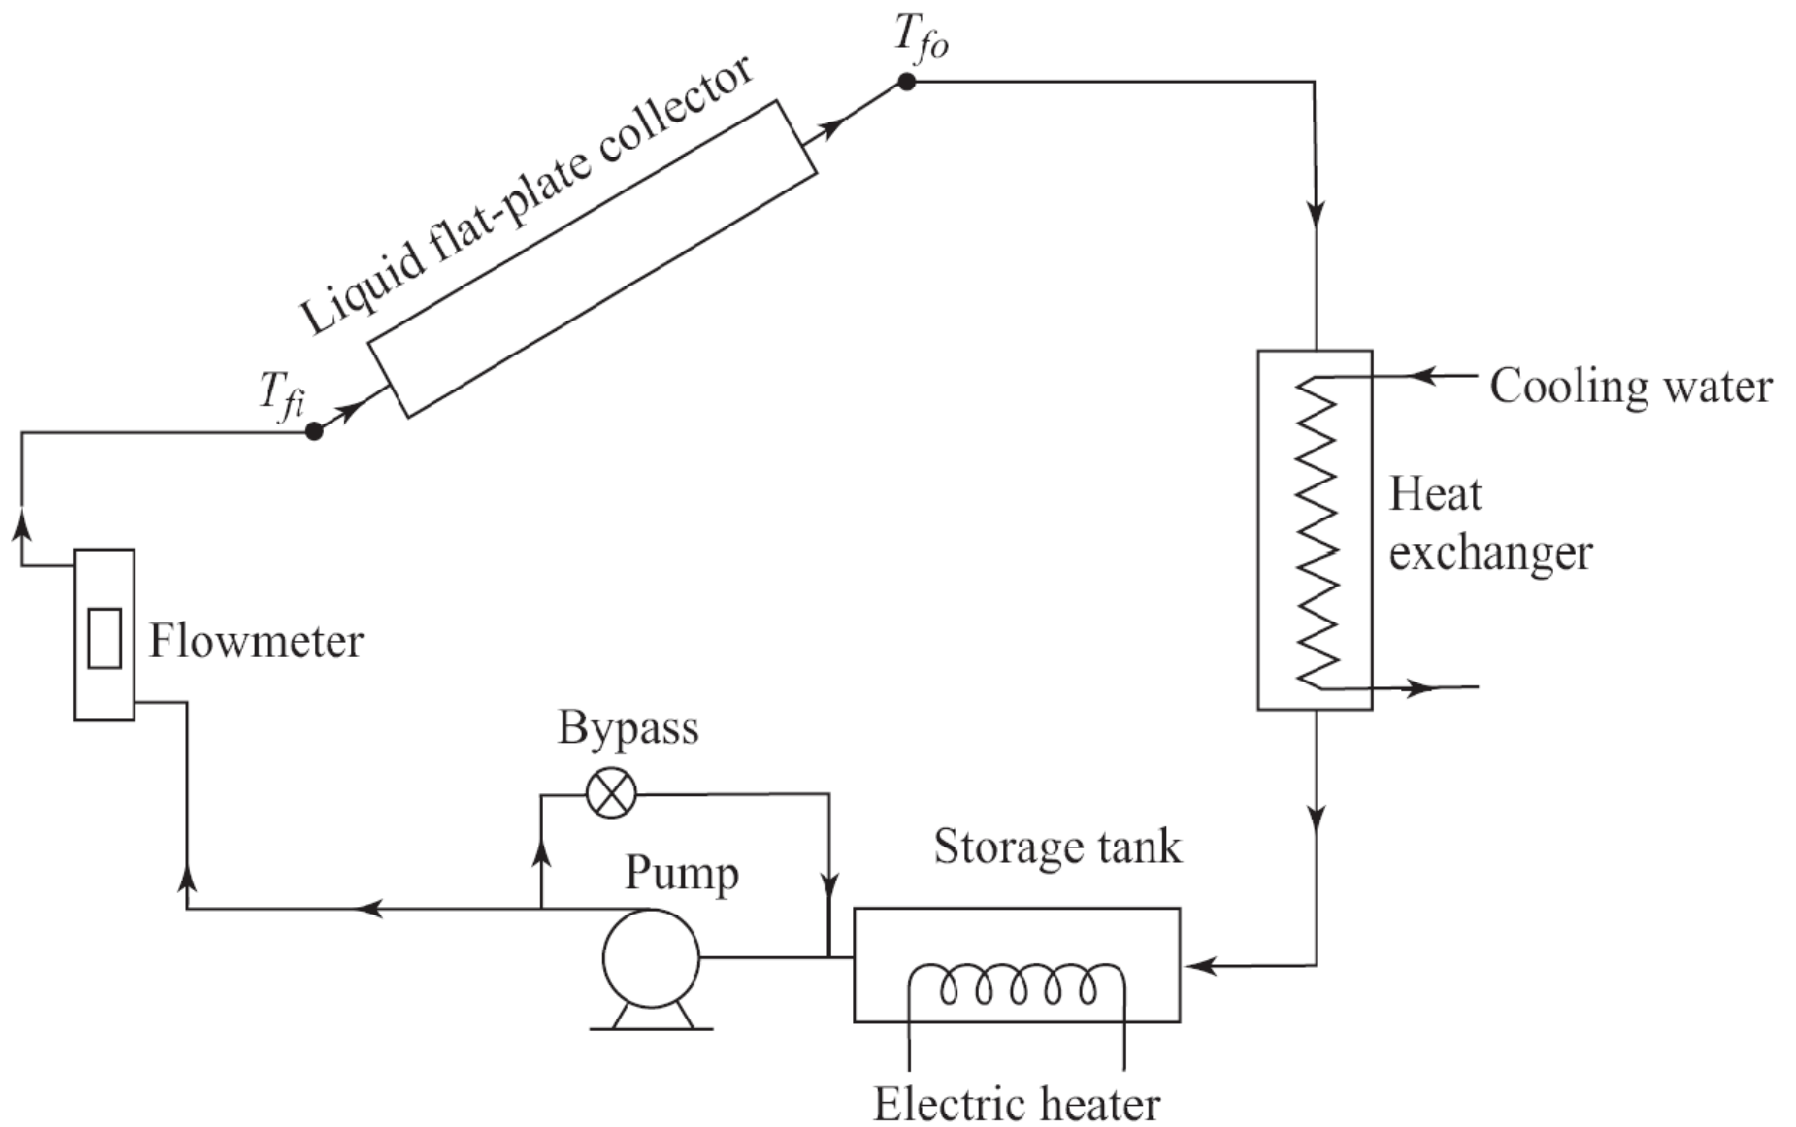 T_fo
Liquid flat-plate collector
T_fi
Cooling water
Heat
exchanger
Flowmeter
Bypass
Pump
Storage tank
Electric heater